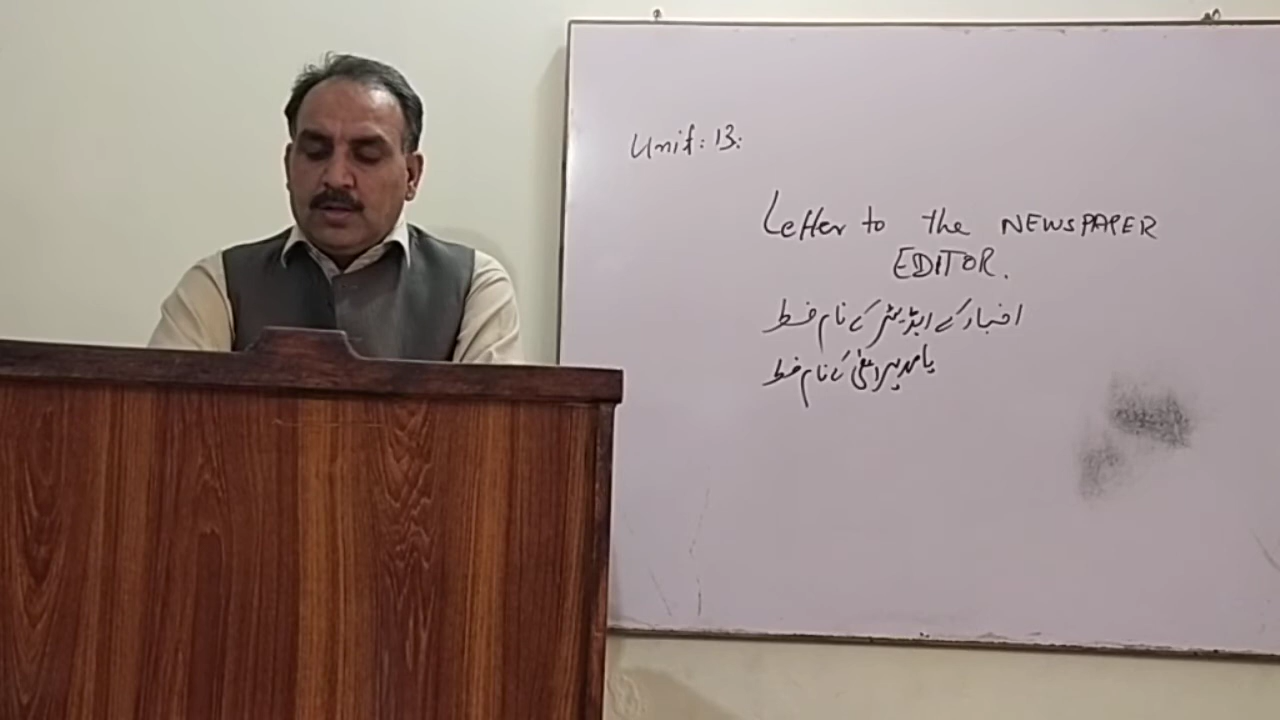 Unit: 13:
Letter to the NEWSPAPER
EDITOR.
اخبار کے ایڈیٹر کے نام خط
یا مدیر اعلیٰ کے نام خط